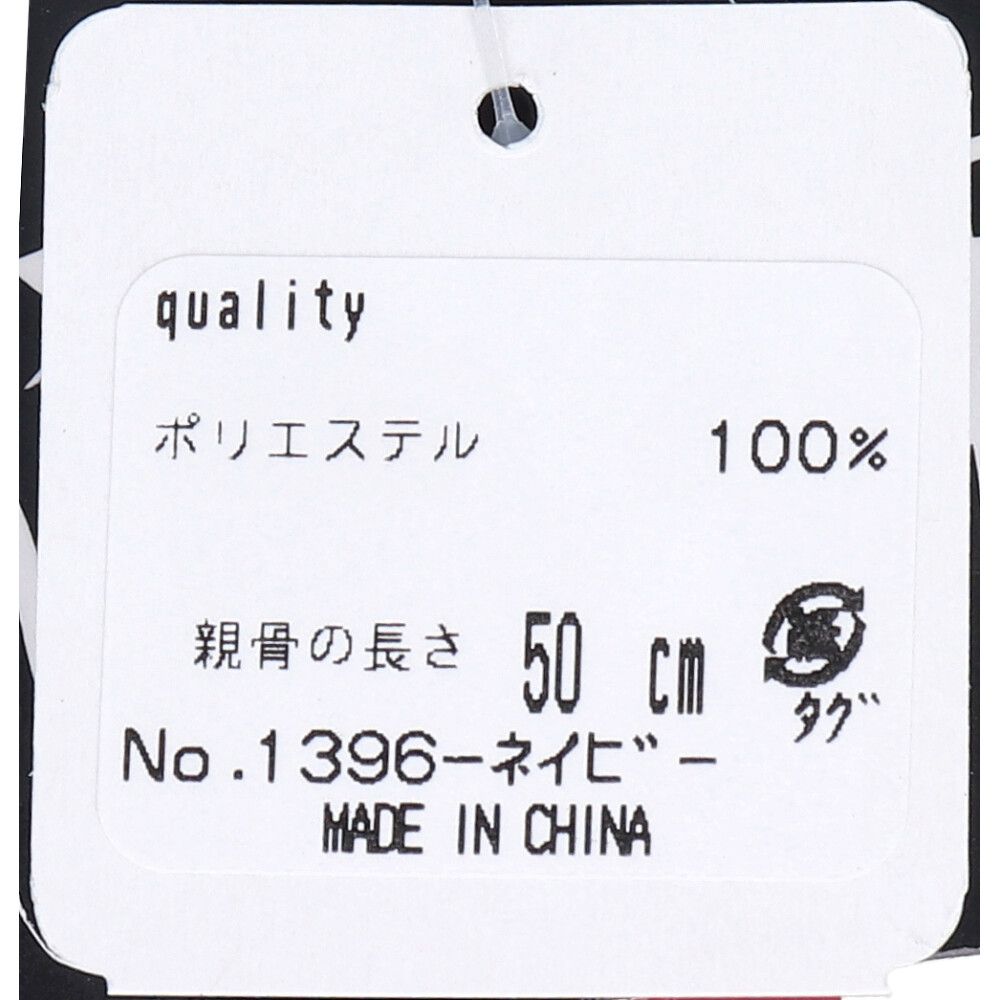 quality
ポリエステル 100%
親骨の長さ 50 cm
タグ
No.1396-ネイビ゛-
MADE IN CHINA